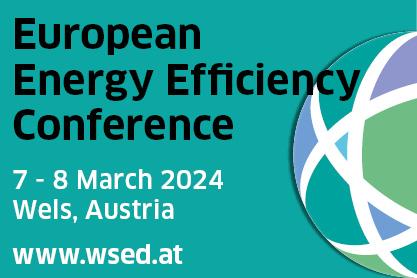 European
Energy Efficiency
Conference
7 - 8 March 2024
Wels, Austria
www.wsed.at